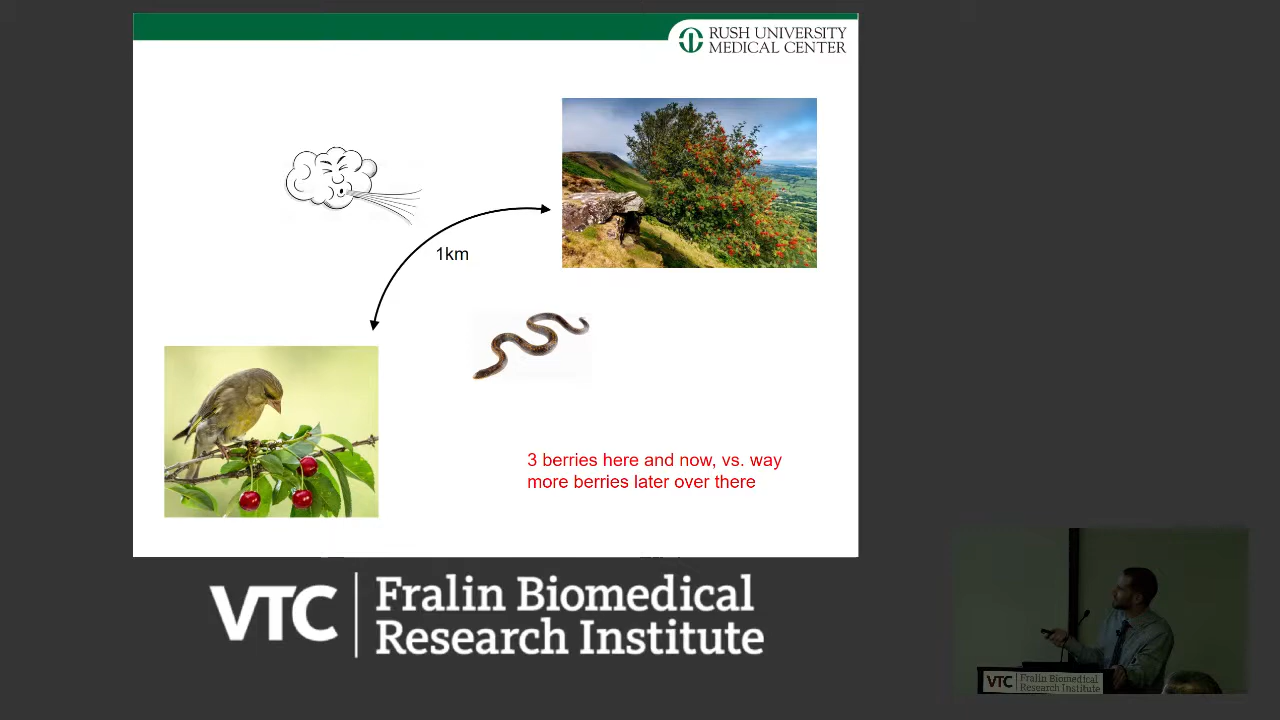 RUSH UNIVERSITY
MEDICAL CENTER
1km
3 berries here and now, vs. way
more berries later over there
VTC
Fralin Biomedical
Research Institute
VTC
Fralin Biomedical
Research Institute